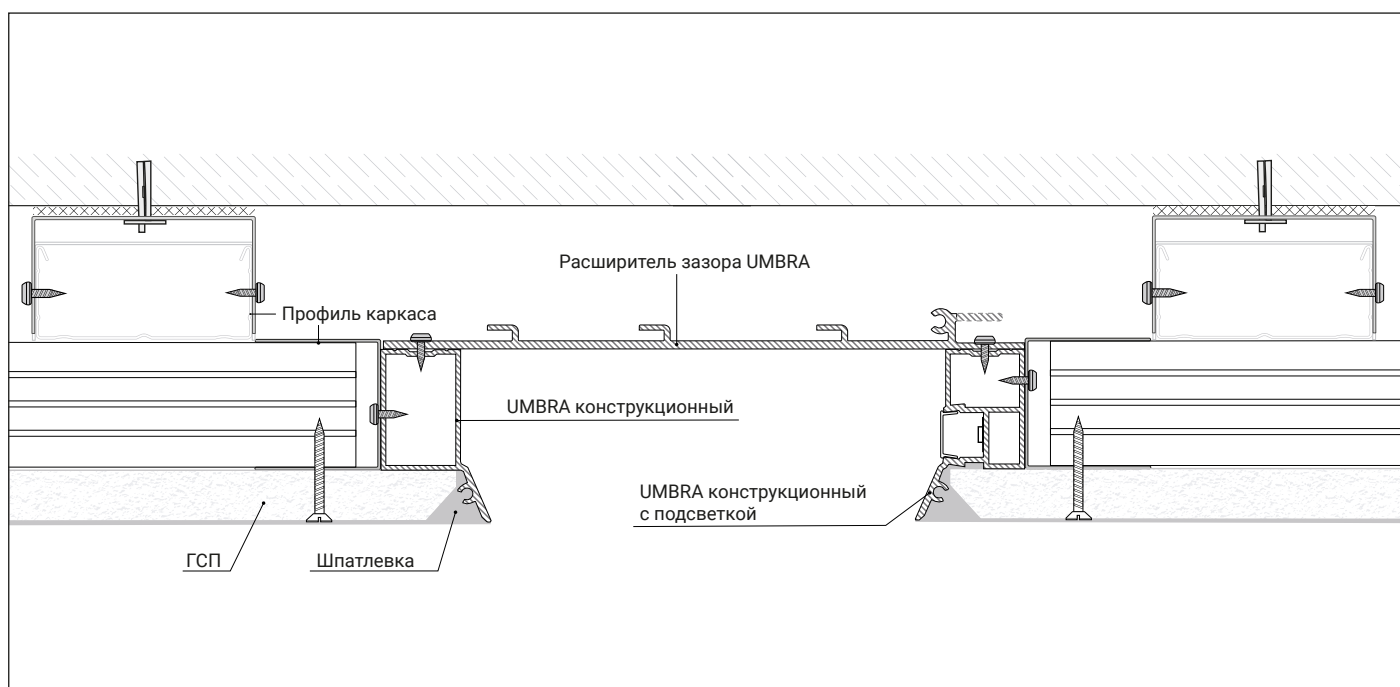 Расширитель зазора UMBRA
Профиль каркаса
UMBRA конструкционный
UMBRA конструкционный
с подсветкой
ГСП
Шпатлевка